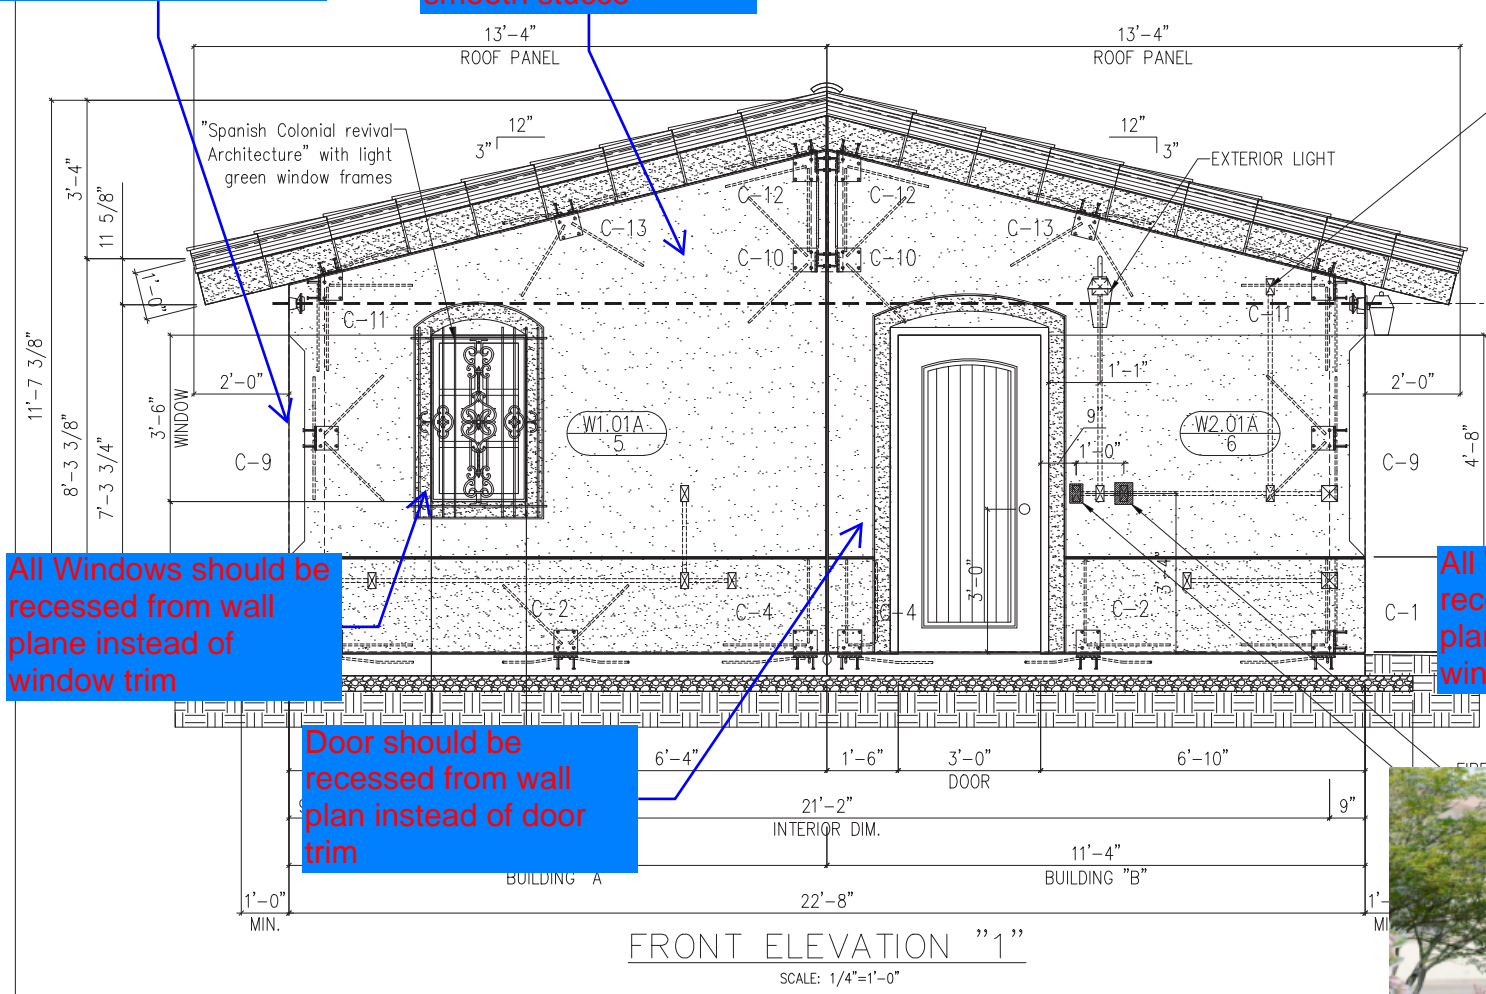 smooth stucco
13'-4"
ROOF PANEL
13'-4"
ROOF PANEL
"Spanish Colonial revival
Architecture" with light
green window frames
12"
3"
12"
3"
EXTERIOR LIGHT
3'-4"
11 5/8"
1'-0"
11'-7 3/8"
8'-3 3/8"
7'-3 3/4"
3'-6"
WINDOW
2'-0"
C-12
C-12
C-13
C-13
C-10
C-10
C-11
C-11
1'-1"
2'-0"
9"
1'-0"
4'-8"
W1.01A
5
W2.01A
6
C-9
C-9
3'-0"
3'-4"
C-2
C-4
C-4
C-2
C-1
All Windows should be
recessed from wall
plane instead of
window trim
All
rec
plan
win
Door should be
recessed from wall
plan instead of door
trim
6'-4"
1'-6"
3'-0"
DOOR
6'-10"
21'-2"
INTERIOR DIM.
9"
BUILDING A
11'-4"
BUILDING "B"
1'-0"
MIN.
22'-8"
FRONT ELEVATION "1"
SCALE: 1/4"=1'-0"